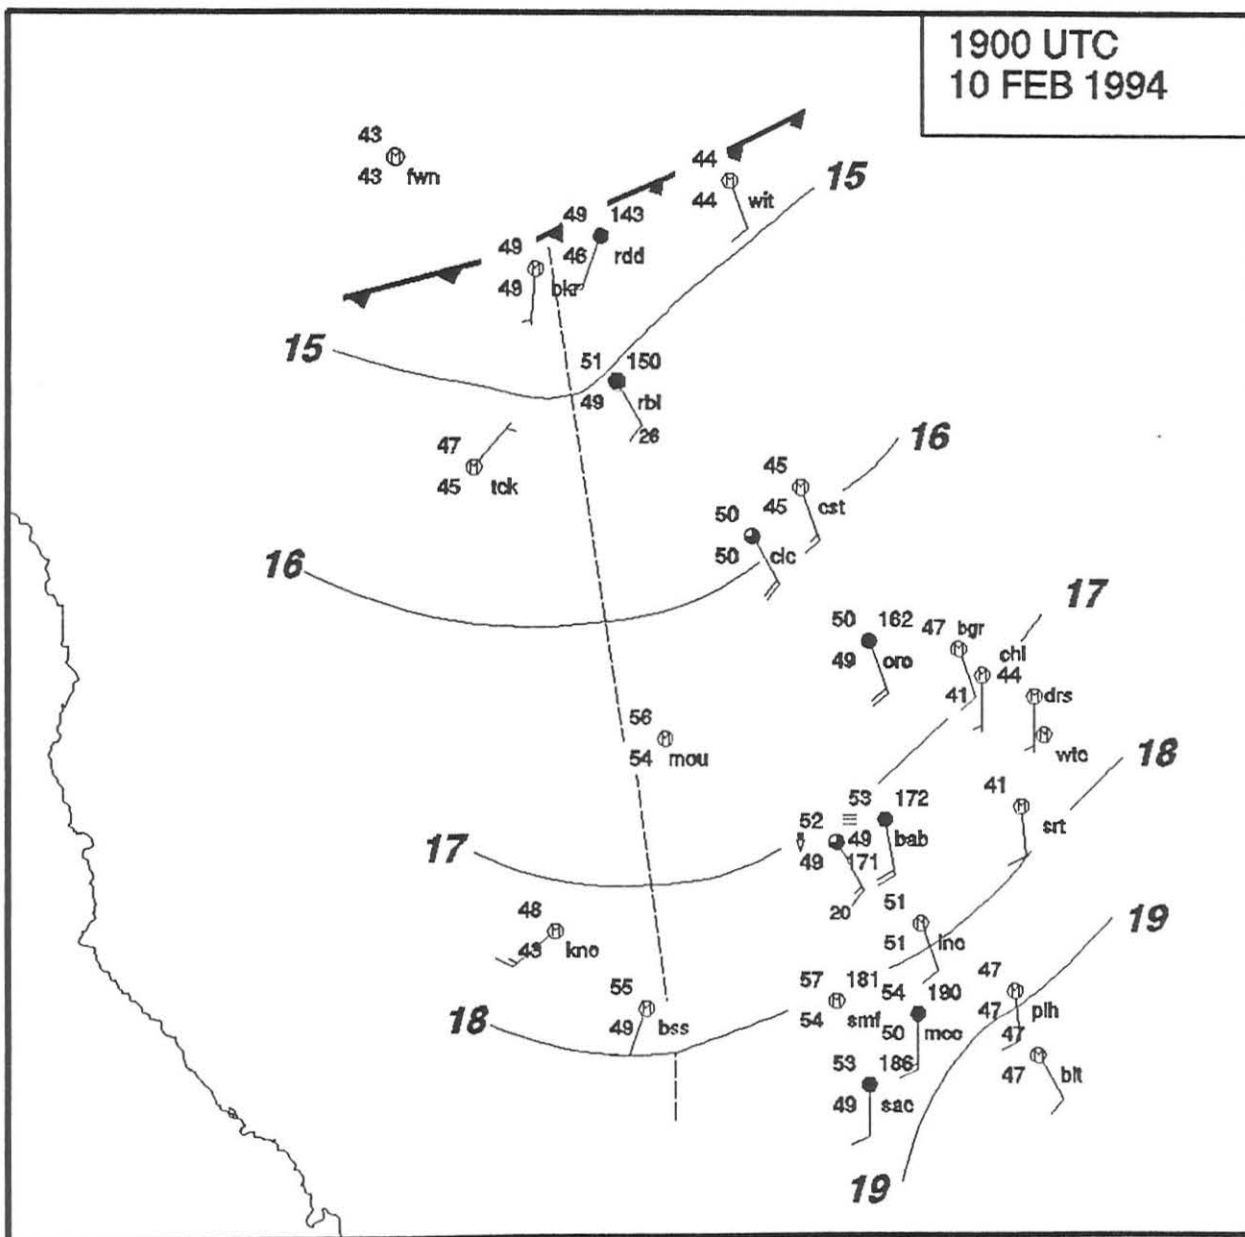 1900 UTC
10 FEB 1994
43
43 fwn
44
44 wit
15
49 143
46 rdd
49
49 bkr
15
51 150
49 rbl
26
47
45 tck
16
45
45 cst
50
50 cic
16
17
50 162
49 oro
47 bgr
chl
44
41
drs
wtc
56
54 mou
18
41
srt
53 172
49 bab
52
49 171
20
17
48
43 knc
51
51 lnc
19
55
49 bss
18
57 181
54 smf
54 190
50 mcc
47
47 plh
47
47 blt
53 186
49 sac
19